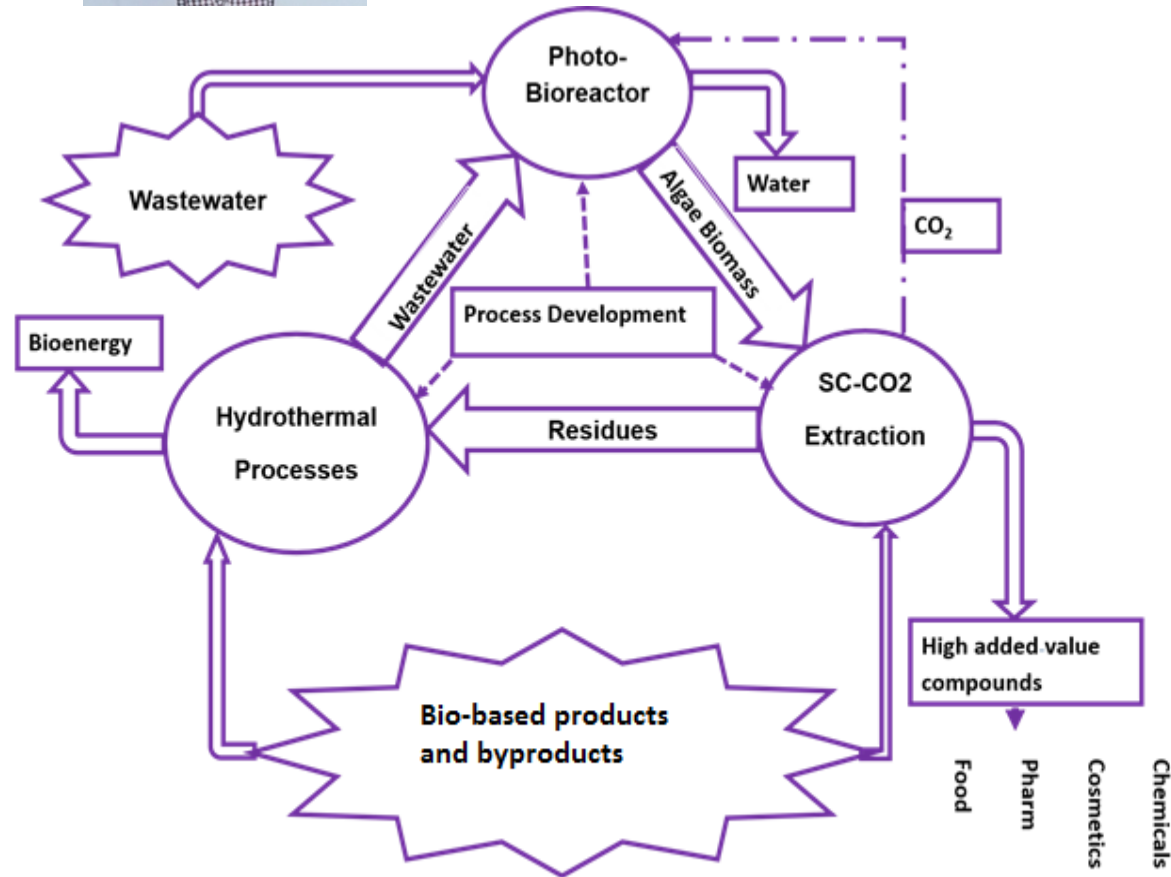 Photo-
Bioreactor
Wastewater
Water
CO₂
Wastewater
Algae Biomass
Process Development
Bioenergy
Hydrothermal
Processes
Residues
SC-CO2
Extraction
High added value
compounds
Bio-based products
and byproducts
Food
Pharm
Cosmetics
Chemicals